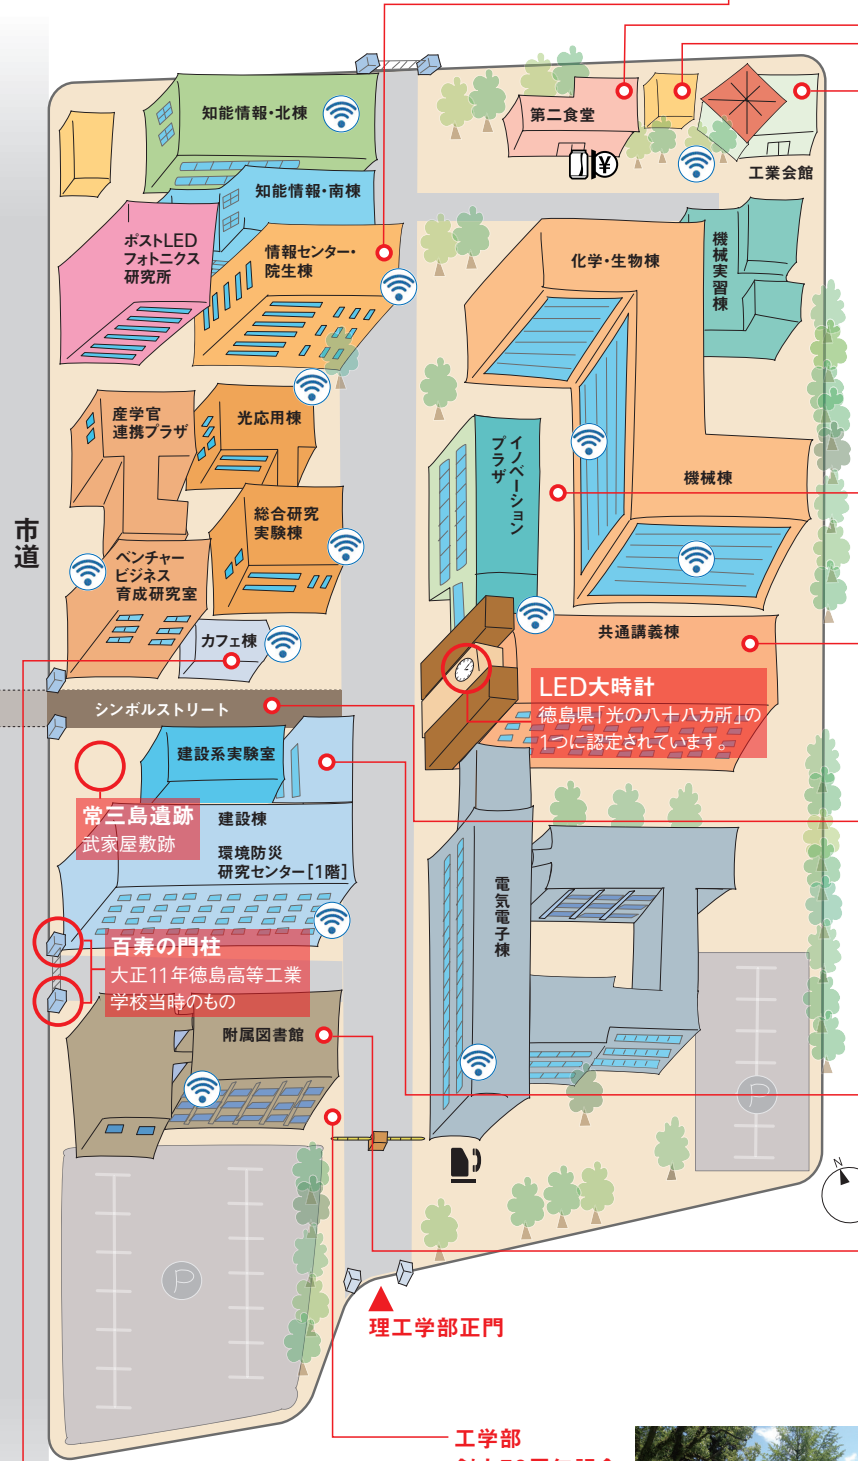 知能情報・北棟
第二食堂
¥
工業会館
知能情報・南棟
ポストLED
フォトニクス
研究所
情報センター・
院生棟
化学・生物棟
機械実習棟
産学官
連携プラザ
光応用棟
イノベーション
プラザ
機械棟
総合研究
実験棟
市道
ベンチャー
ビジネス
育成研究室
カフェ棟
共通講義棟
LED大時計
徳島県「光の八十八カ所」の
1つに認定されています。
シンボルストリート
建設系実験室
常三島遺跡
武家屋敷跡
建設棟
環境防災
研究センター[1階]
電気電子棟
百寿の門柱
大正11年徳島高等工業
学校当時のもの
附属図書館
P
N
P
理工学部正門
工学部